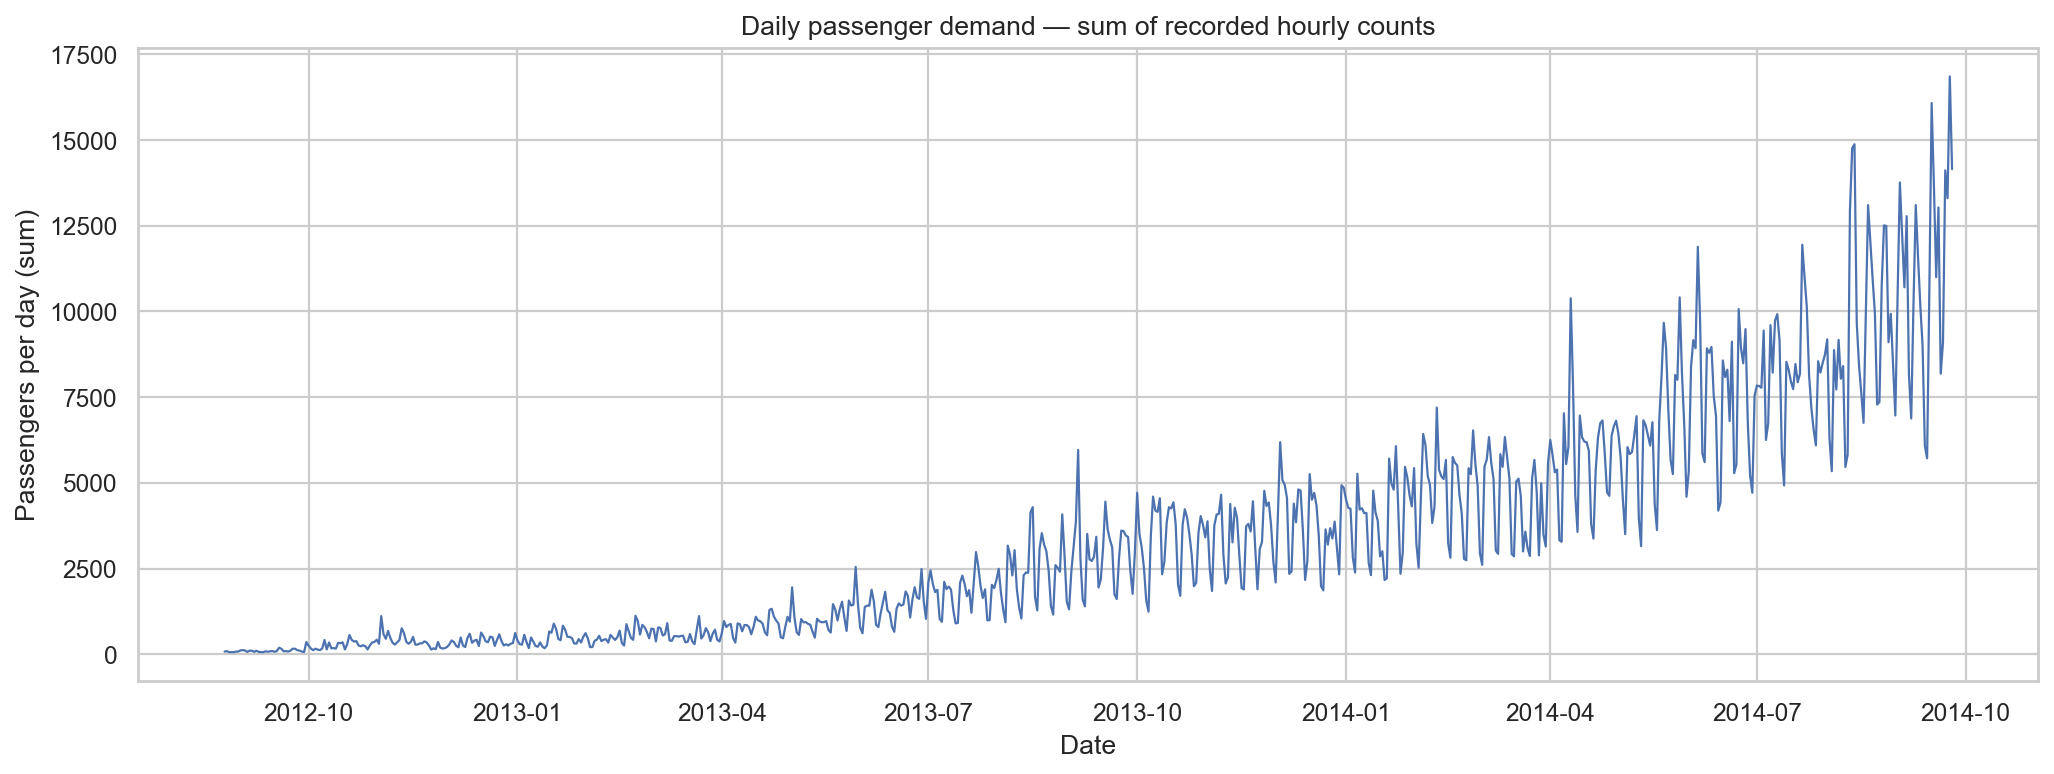 Daily passenger demand — sum of recorded hourly counts
17500
15000
12500
10000
7500
5000
2500
0
Passengers per day (sum)
2012-10 2013-01 2013-04 2013-07 2013-10 2014-01 2014-04 2014-07 2014-10
Date